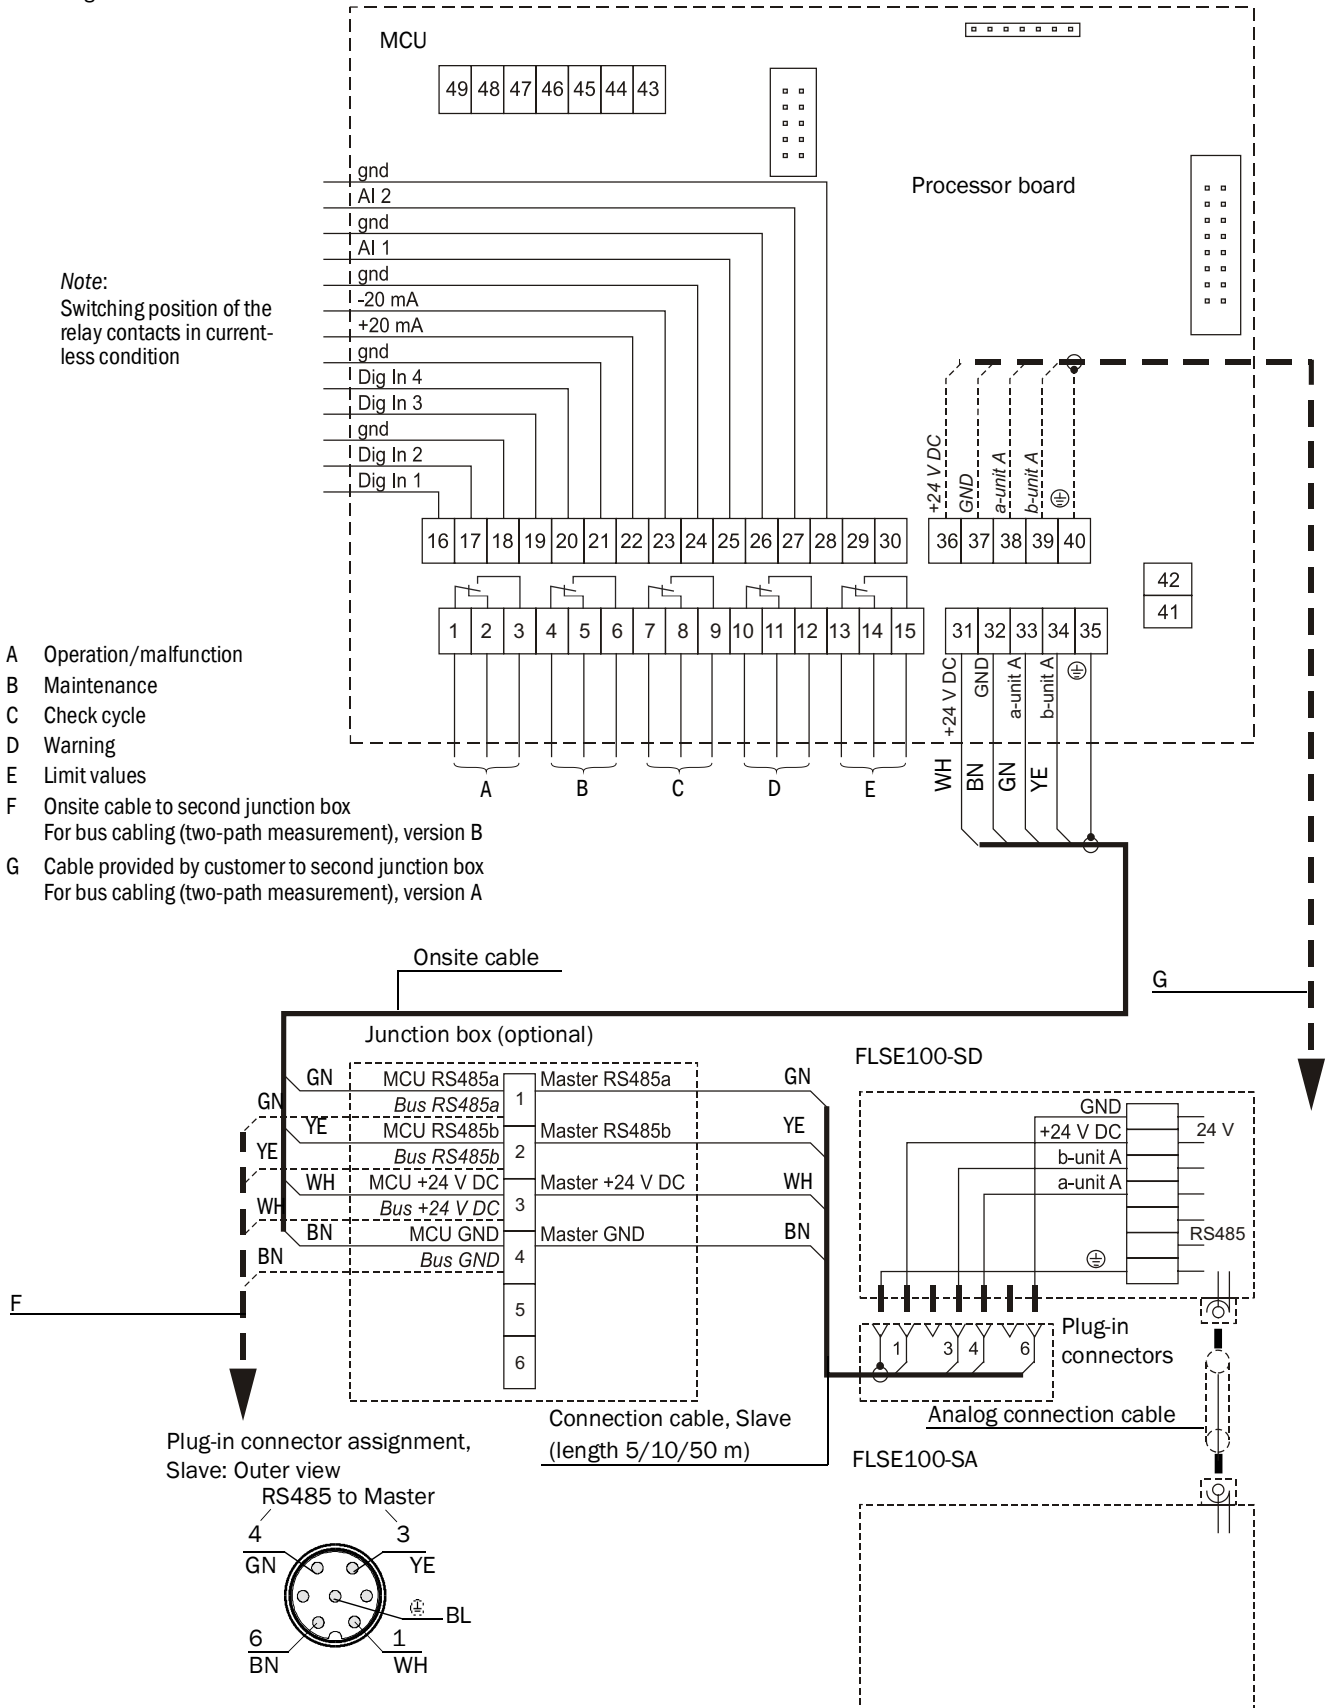 MCU
49 48 47 46 45 44 43
gnd
AI 2
gnd
AI 1
gnd
-20 mA
+20 mA
gnd
Dig In 4
Dig In 3
gnd
Dig In 2
Dig In 1
Processor board
Note:
Switching position of the
relay contacts in current-
less condition
+24 V DC
GND
a-unit A
b-unit A
16 17 18 19 20 21 22 23 24 25 26 27 28 29 30
36 37 38 39 40
42
41
1 2 3 4 5 6 7 8 9 10 11 12 13 14 15
31 32 33 34 35
+24 V DC
GND
a-unit A
b-unit A
WH
BN
GN
YE
A B C D E
A Operation/malfunction
B Maintenance
C Check cycle
D Warning
E Limit values
F Onsite cable to second junction box
For bus cabling (two-path measurement), version B
G Cable provided by customer to second junction box
For bus cabling (two-path measurement), version A
Onsite cable
G
Junction box (optional)
GN MCU RS485a 1 Master RS485a GN
GN Bus RS485a
YE MCU RS485b 2 Master RS485b YE
YE Bus RS485b
WH MCU +24 V DC 3 Master +24 V DC WH
WH Bus +24 V DC
BN MCU GND 4 Master GND BN
BN Bus GND
5
6
F
FLSE100-SD
GND
+24 V DC
b-unit A
a-unit A
24 V
RS485
1 3 4 6
Plug-in
connectors
Connection cable, Slave
(length 5/10/50 m)
Analog connection cable
FLSE100-SA
Plug-in connector assignment,
Slave: Outer view
RS485 to Master
4 3
GN YE
BL
6 1
BN WH